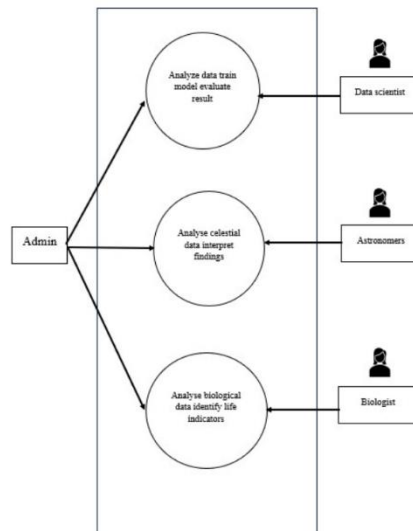 Analyze data train
model evaluate
result
Data scientist
Admin
Analyse celestial
data interpret
findings
Astronomers
Analyse biological
data identify life
indicators
Biologist